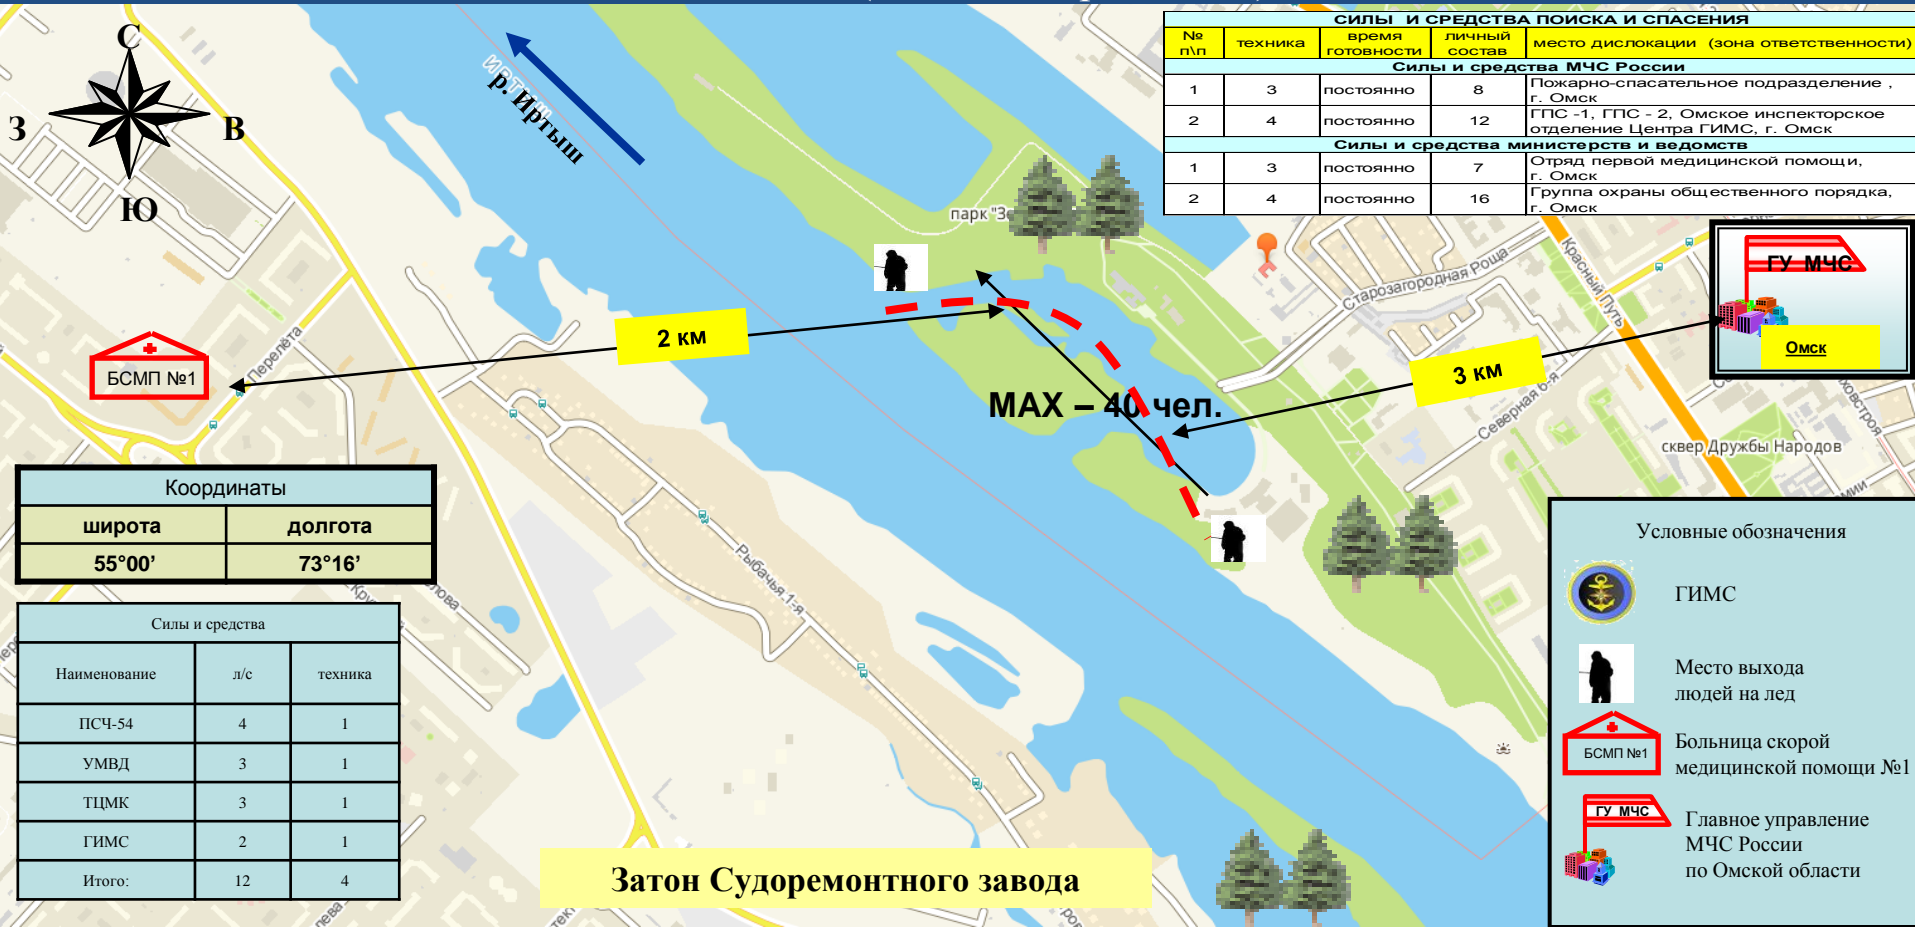 СИЛЫ И СРЕДСТВА ПОИСКА И СПАСЕНИЯ
№ п\п техника время готовности личный состав место дислокации (зона ответственности)
Силы и средства МЧС России
1 3 постоянно 8 Пожарно-спасательное подразделение , г. Омск
2 4 постоянно 12 ГПС -1, ГПС - 2, Омское инспекторское отделение Центра ГИМС, г. Омск
Силы и средства министерств и ведомств
1 3 постоянно 7 Отряд первой медицинской помощи, г. Омск
2 4 постоянно 16 Группа охраны общественного порядка, г. Омск
С
З
В
Ю
ИРТЫШ
р. Иртыш
парк
Старозагородная Роща
Красный Путь
ГУ МЧС
Омск
2 км
3 км
БСМП №1
Перелёта
МАХ – 40 чел.
Северная 6-я
сквер Дружбы Народов
Координаты
широта долгота
55°00’ 73°16’
Рыбачья 1-я
Силы и средства
Наименование л/с техника
ПСЧ-54 4 1
УМВД 3 1
ТЦМК 3 1
ГИМС 2 1
Итого: 12 4
Затон Судоремонтного завода
Условные обозначения
ГИМС
Место выхода
людей на лед
БСМП №1
Больница скорой
медицинской помощи №1
ГУ МЧС
Главное управление
МЧС России
по Омской области